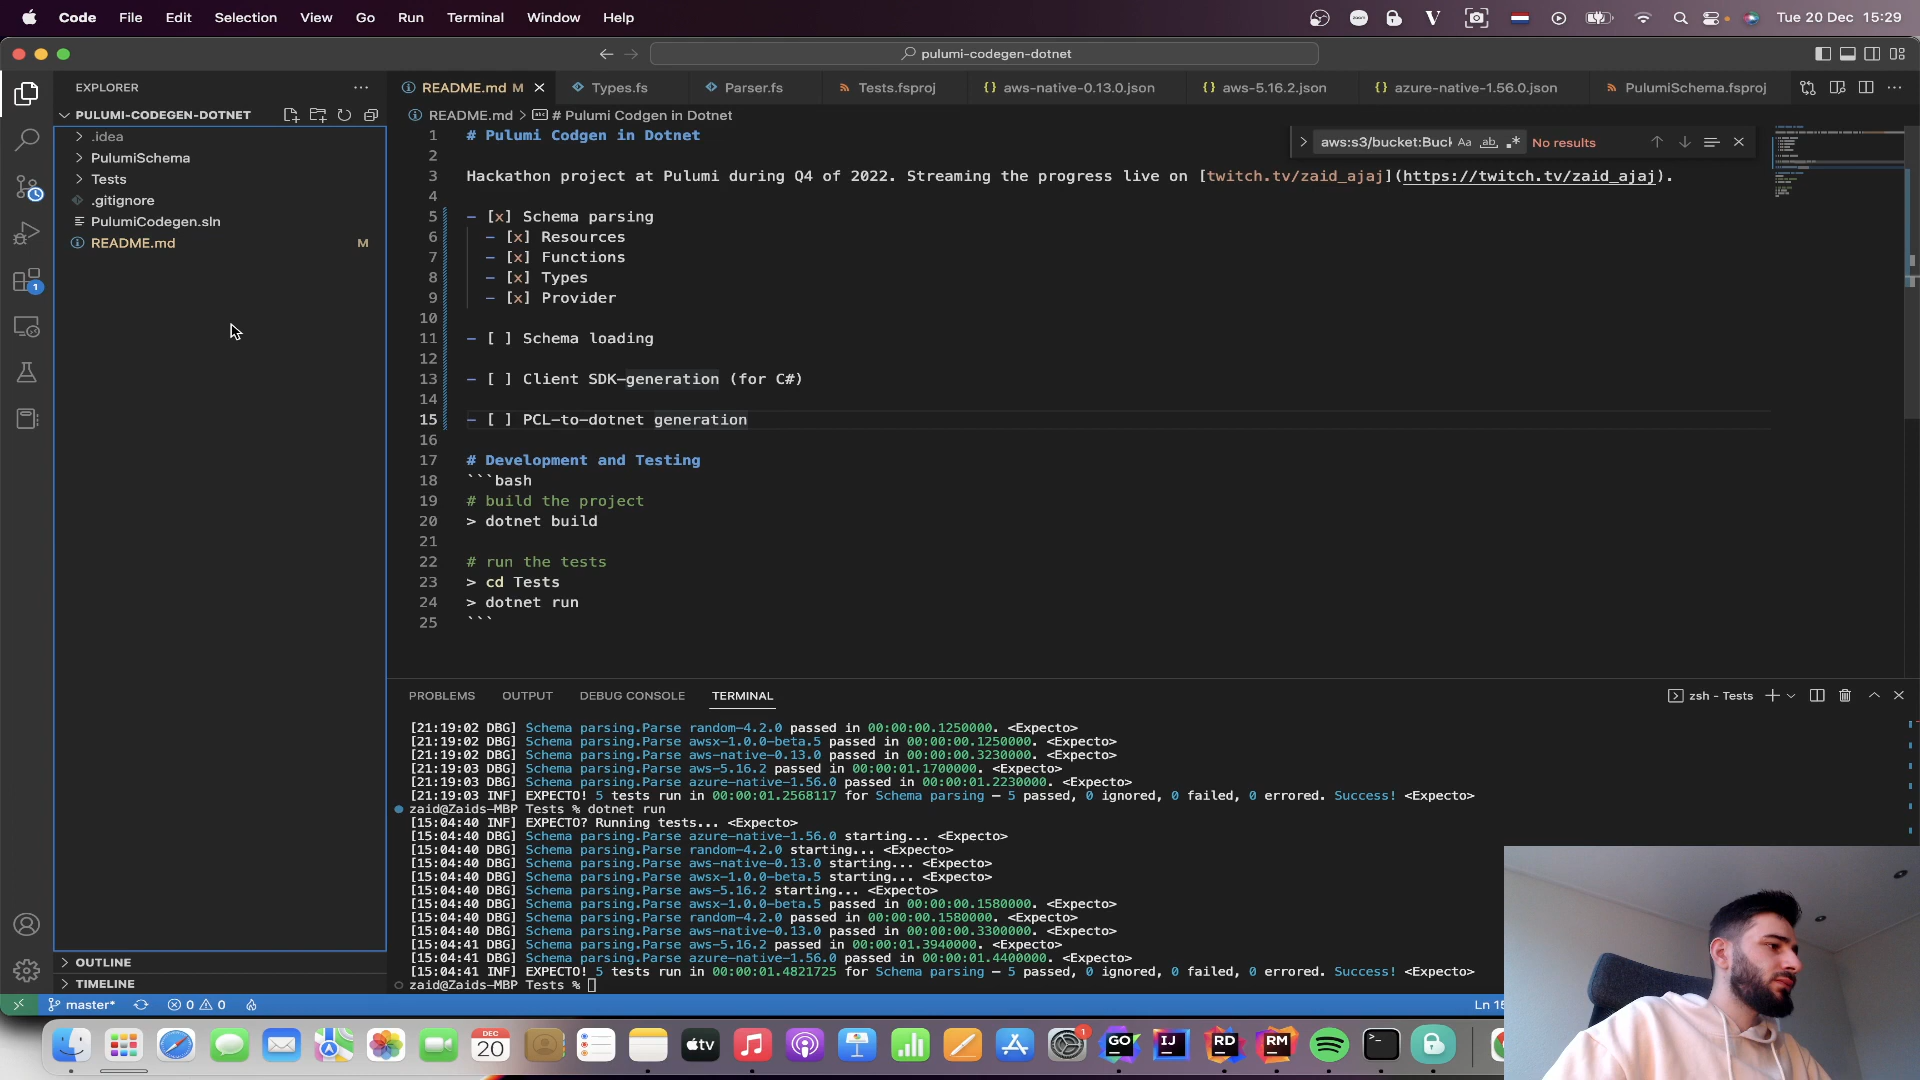 Code File Edit Selection View Go Run Terminal Window Help
zoom V Tue 20 Dec 15:29
pulumi-codegen-dotnet
EXPLORER
PULUMI-CODEGEN-DOTNET
.idea
PulumiSchema
Tests
.gitignore
PulumiCodegen.sln
README.md M
OUTLINE
TIMELINE
1
README.md M Types.fs Parser.fs Tests.fsproj aws-native-0.13.0.json aws-5.16.2.json azure-native-1.56.0.json PulumiSchema.fsproj
README.md > # Pulumi Codgen in Dotnet
aws:s3/bucket:Buck Aa ab No results
1 # Pulumi Codgen in Dotnet
2
3 Hackathon project at Pulumi during Q4 of 2022. Streaming the progress live on [twitch.tv/zaid_ajaj](https://twitch.tv/zaid_ajaj).
4
5 - [x] Schema parsing
6 - [x] Resources
7 - [x] Functions
8 - [x] Types
9 - [x] Provider
10
11 - [ ] Schema loading
12
13 - [ ] Client SDK-generation (for C#)
14
15 - [ ] PCL-to-dotnet generation
16
17 # Development and Testing
18 ```bash
19 # build the project
20 > dotnet build
21
22 # run the tests
23 > cd Tests
24 > dotnet run
25 ```
PROBLEMS OUTPUT DEBUG CONSOLE TERMINAL
zsh - Tests
[21:19:02 DBG] Schema parsing.Parse random-4.2.0 passed in 00:00:00.1250000. <Expecto>
[21:19:02 DBG] Schema parsing.Parse awsx-1.0.0-beta.5 passed in 00:00:00.1250000. <Expecto>
[21:19:02 DBG] Schema parsing.Parse aws-native-0.13.0 passed in 00:00:00.3230000. <Expecto>
[21:19:03 DBG] Schema parsing.Parse aws-5.16.2 passed in 00:00:01.1700000. <Expecto>
[21:19:03 DBG] Schema parsing.Parse azure-native-1.56.0 passed in 00:00:01.2230000. <Expecto>
[21:19:03 INF] EXPECTO! 5 tests run in 00:00:01.2568117 for Schema parsing – 5 passed, 0 ignored, 0 failed, 0 errored. Success! <Expecto>
zaid@Zaids-MBP Tests % dotnet run
[15:04:40 INF] EXPECTO? Running tests... <Expecto>
[15:04:40 DBG] Schema parsing.Parse azure-native-1.56.0 starting... <Expecto>
[15:04:40 DBG] Schema parsing.Parse random-4.2.0 starting... <Expecto>
[15:04:40 DBG] Schema parsing.Parse aws-native-0.13.0 starting... <Expecto>
[15:04:40 DBG] Schema parsing.Parse awsx-1.0.0-beta.5 starting... <Expecto>
[15:04:40 DBG] Schema parsing.Parse aws-5.16.2 starting... <Expecto>
[15:04:40 DBG] Schema parsing.Parse awsx-1.0.0-beta.5 passed in 00:00:00.1580000. <Expecto>
[15:04:40 DBG] Schema parsing.Parse random-4.2.0 passed in 00:00:00.1580000. <Expecto>
[15:04:40 DBG] Schema parsing.Parse aws-native-0.13.0 passed in 00:00:00.3300000. <Expecto>
[15:04:41 DBG] Schema parsing.Parse aws-5.16.2 passed in 00:00:01.3940000. <Expecto>
[15:04:41 DBG] Schema parsing.Parse azure-native-1.56.0 passed in 00:00:01.4400000. <Expecto>
[15:04:41 INF] EXPECTO! 5 tests run in 00:00:01.4821725 for Schema parsing – 5 passed, 0 ignored, 0 failed, 0 errored. Success! <Expecto>
zaid@Zaids-MBP Tests %
master* 0 0 Ln 15
DEC 20 tv 1 GO IJ RD RM